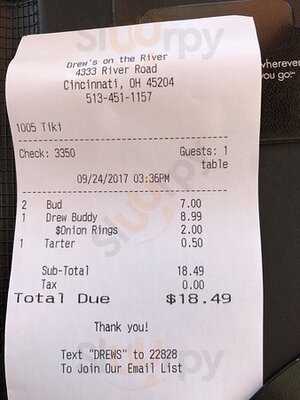 Drew's on the River
4333 River Road
Cincinnati, OH 45204
513-451-1157
1005 Tiki
Check: 3350 Guests: 1
table
09/24/2017 03:36PM
2 Bud 7.00
1 Drew Buddy 8.99
$Onion Rings 2.00
1 Tarter 0.50
Sub-Total 18.49
Tax 0.00
Total Due $18.49
Thank you!
Text "DREWS" to 22828
To Join Our Email List
wherever
you go
sluurpy
sluurpy
sluurpy